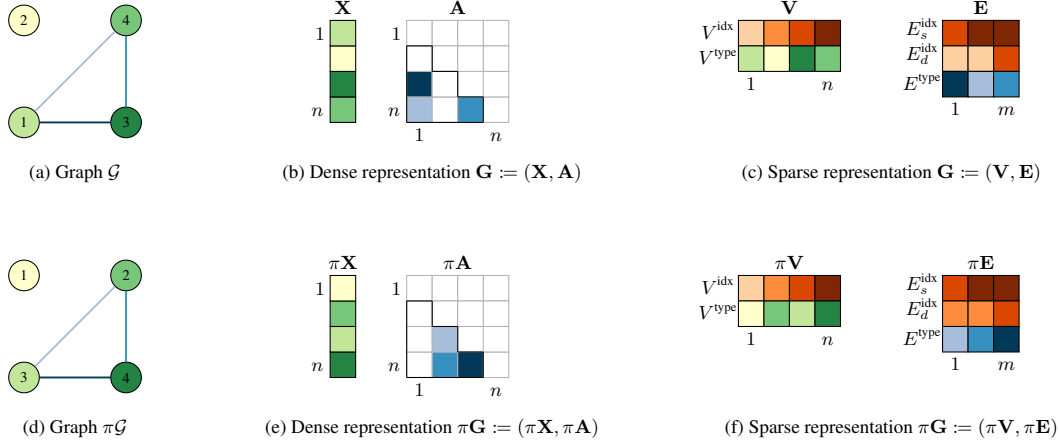 2
4
1
3
(a) Graph 𝒢
X
A
1
1
n
n
1
n
(b) Dense representation G := (X, A)
V
E
V^idx
V^type
1
n
E_s^idx
E_d^idx
E^type
1
m
(c) Sparse representation G := (V, E)
1
2
3
4
(d) Graph π𝒢
πX
πA
1
1
n
n
1
n
(e) Dense representation πG := (πX, πA)
πV
πE
V^idx
V^type
1
n
E_s^idx
E_d^idx
E^type
1
m
(f) Sparse representation πG := (πV, πE)